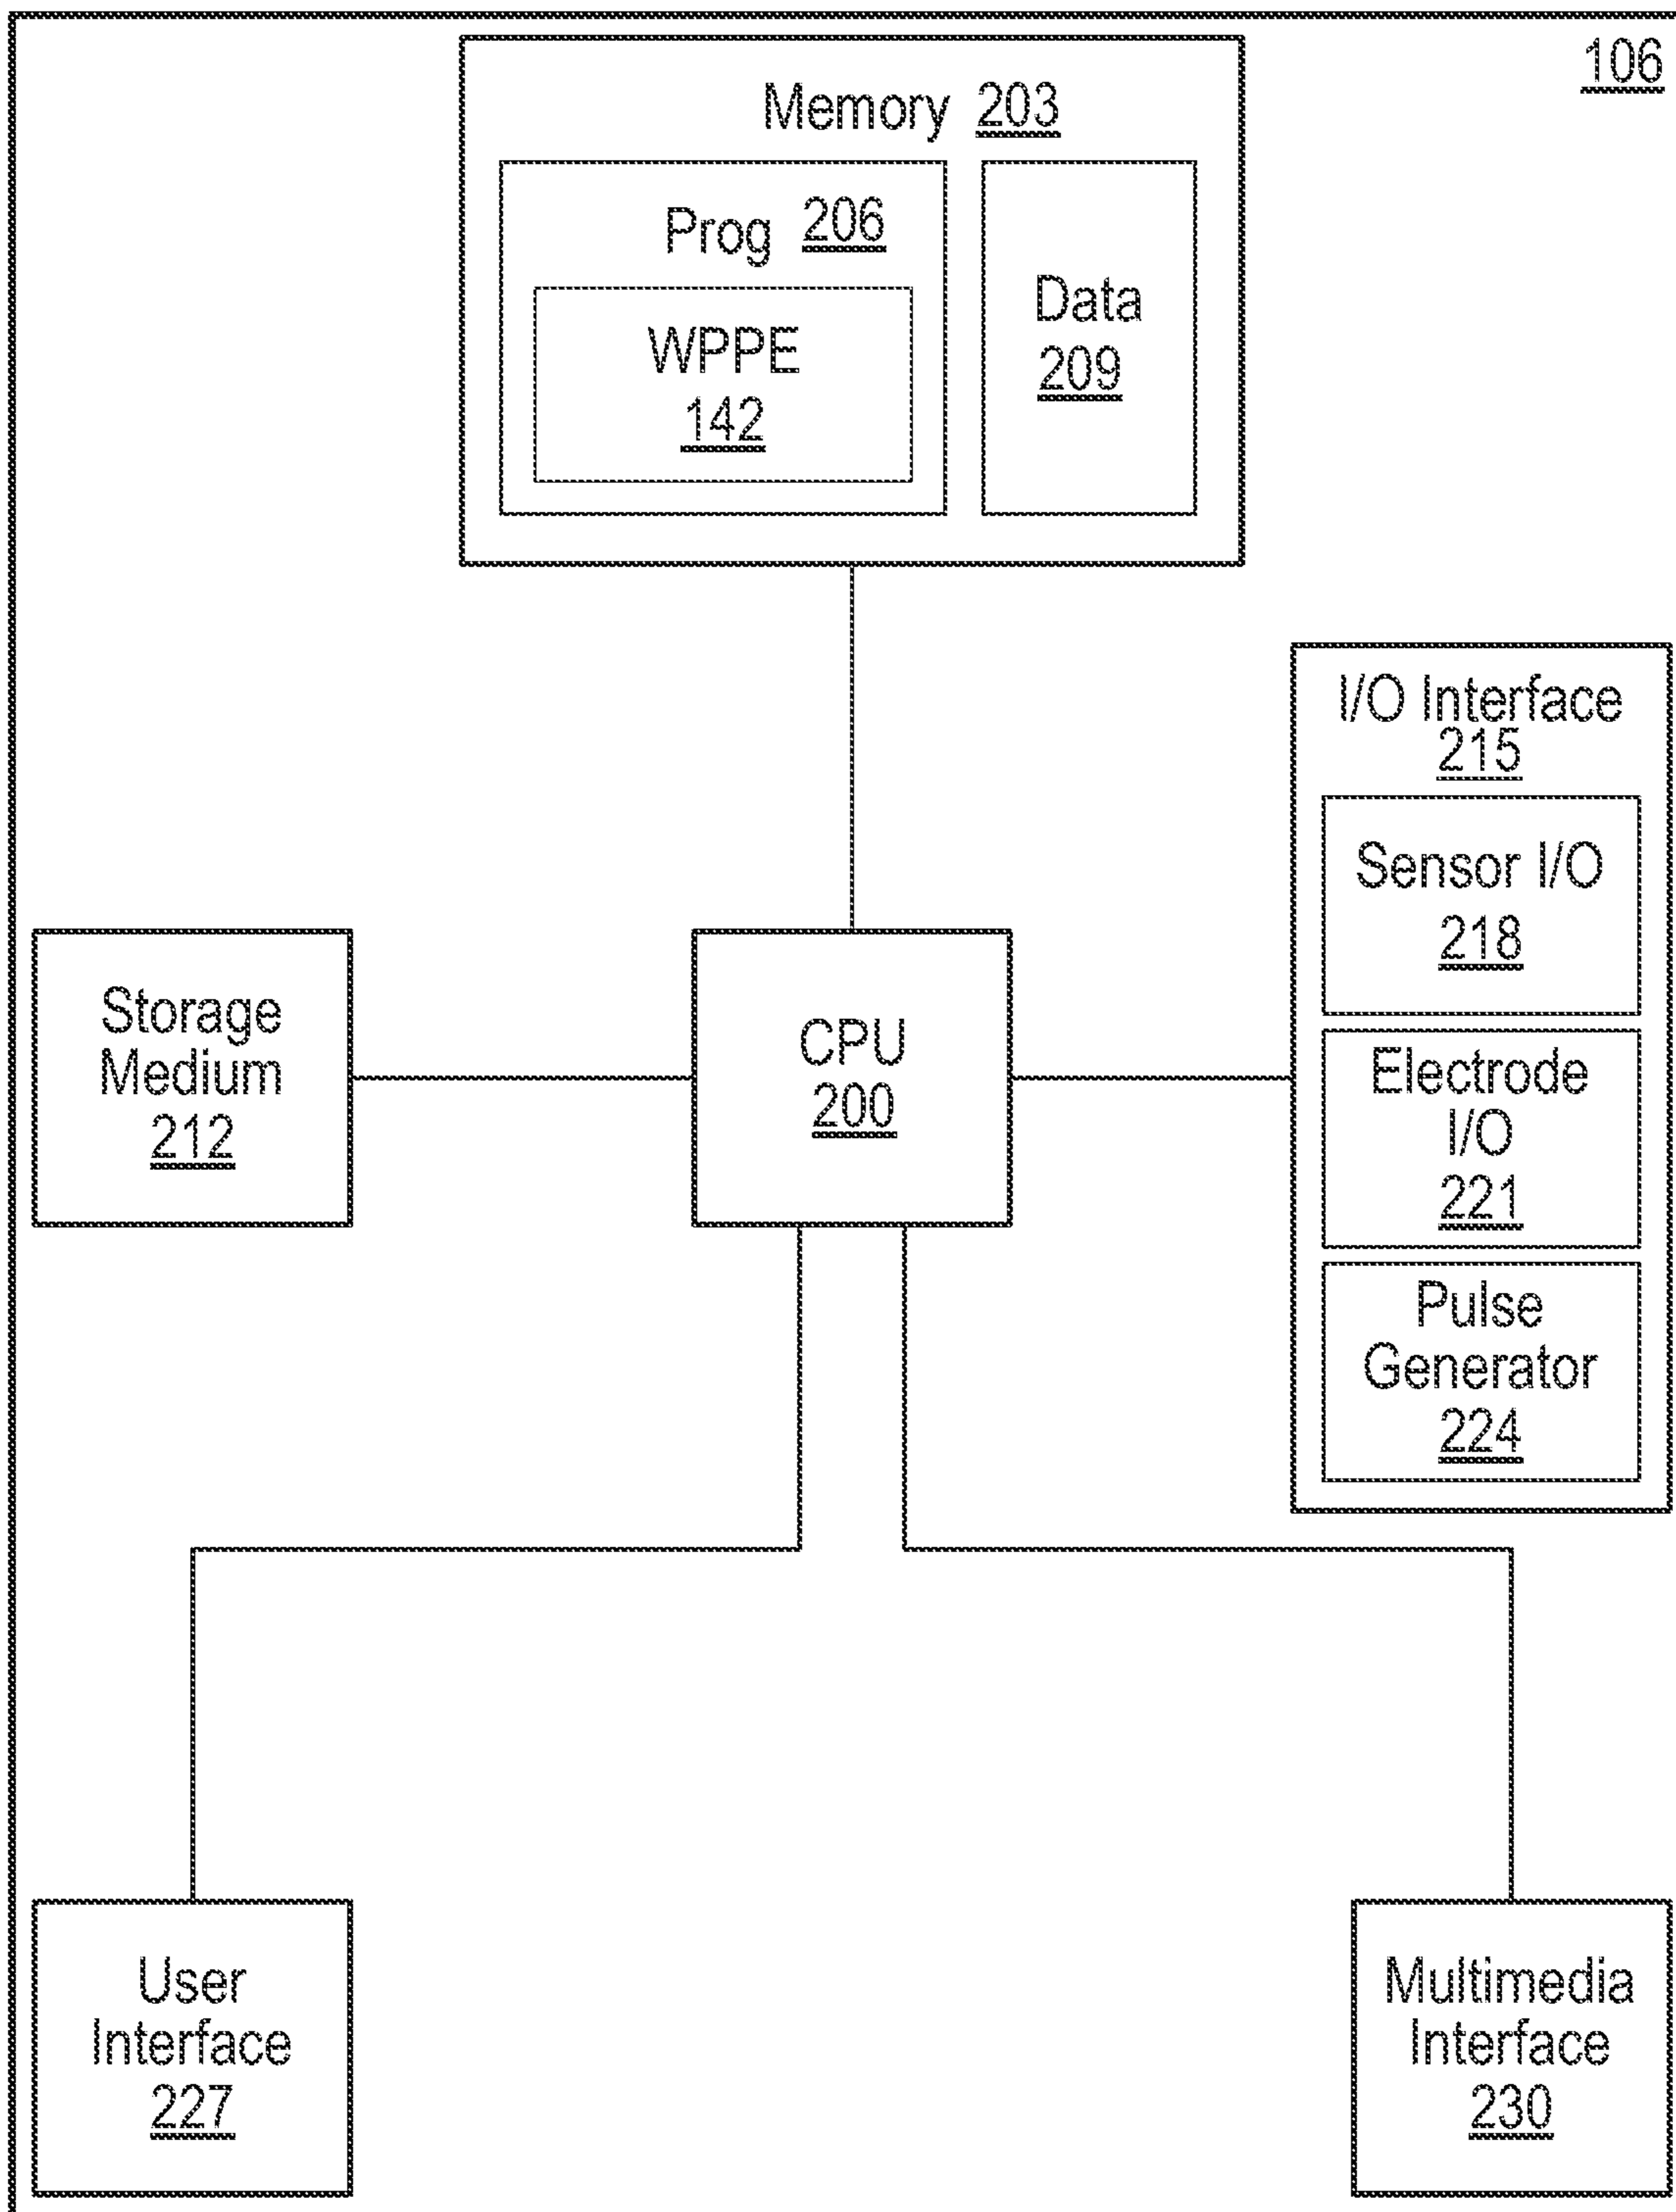 106
Memory 203
Prog 206
WPPE
142
Data
209
I/O Interface
215
Sensor I/O
218
Electrode
I/O
221
Pulse
Generator
224
Storage
Medium
212
CPU
200
User
Interface
227
Multimedia
Interface
230